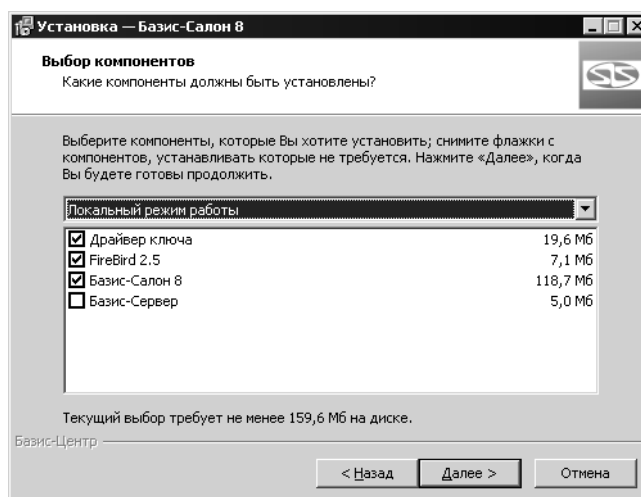 Установка — Базис-Салон 8
Выбор компонентов
Какие компоненты должны быть установлены?
Выберите компоненты, которые Вы хотите установить; снимите флажки с
компонентов, устанавливать которые не требуется. Нажмите «Далее», когда
Вы будете готовы продолжить.
Локальный режим работы
Драйвер ключа 19,6 Мб
FireBird 2.5 7,1 Мб
Базис-Салон 8 118,7 Мб
Базис-Сервер 5,0 Мб
Текущий выбор требует не менее 159,6 Мб на диске.
Базис-Центр
< Назад Далее > Отмена